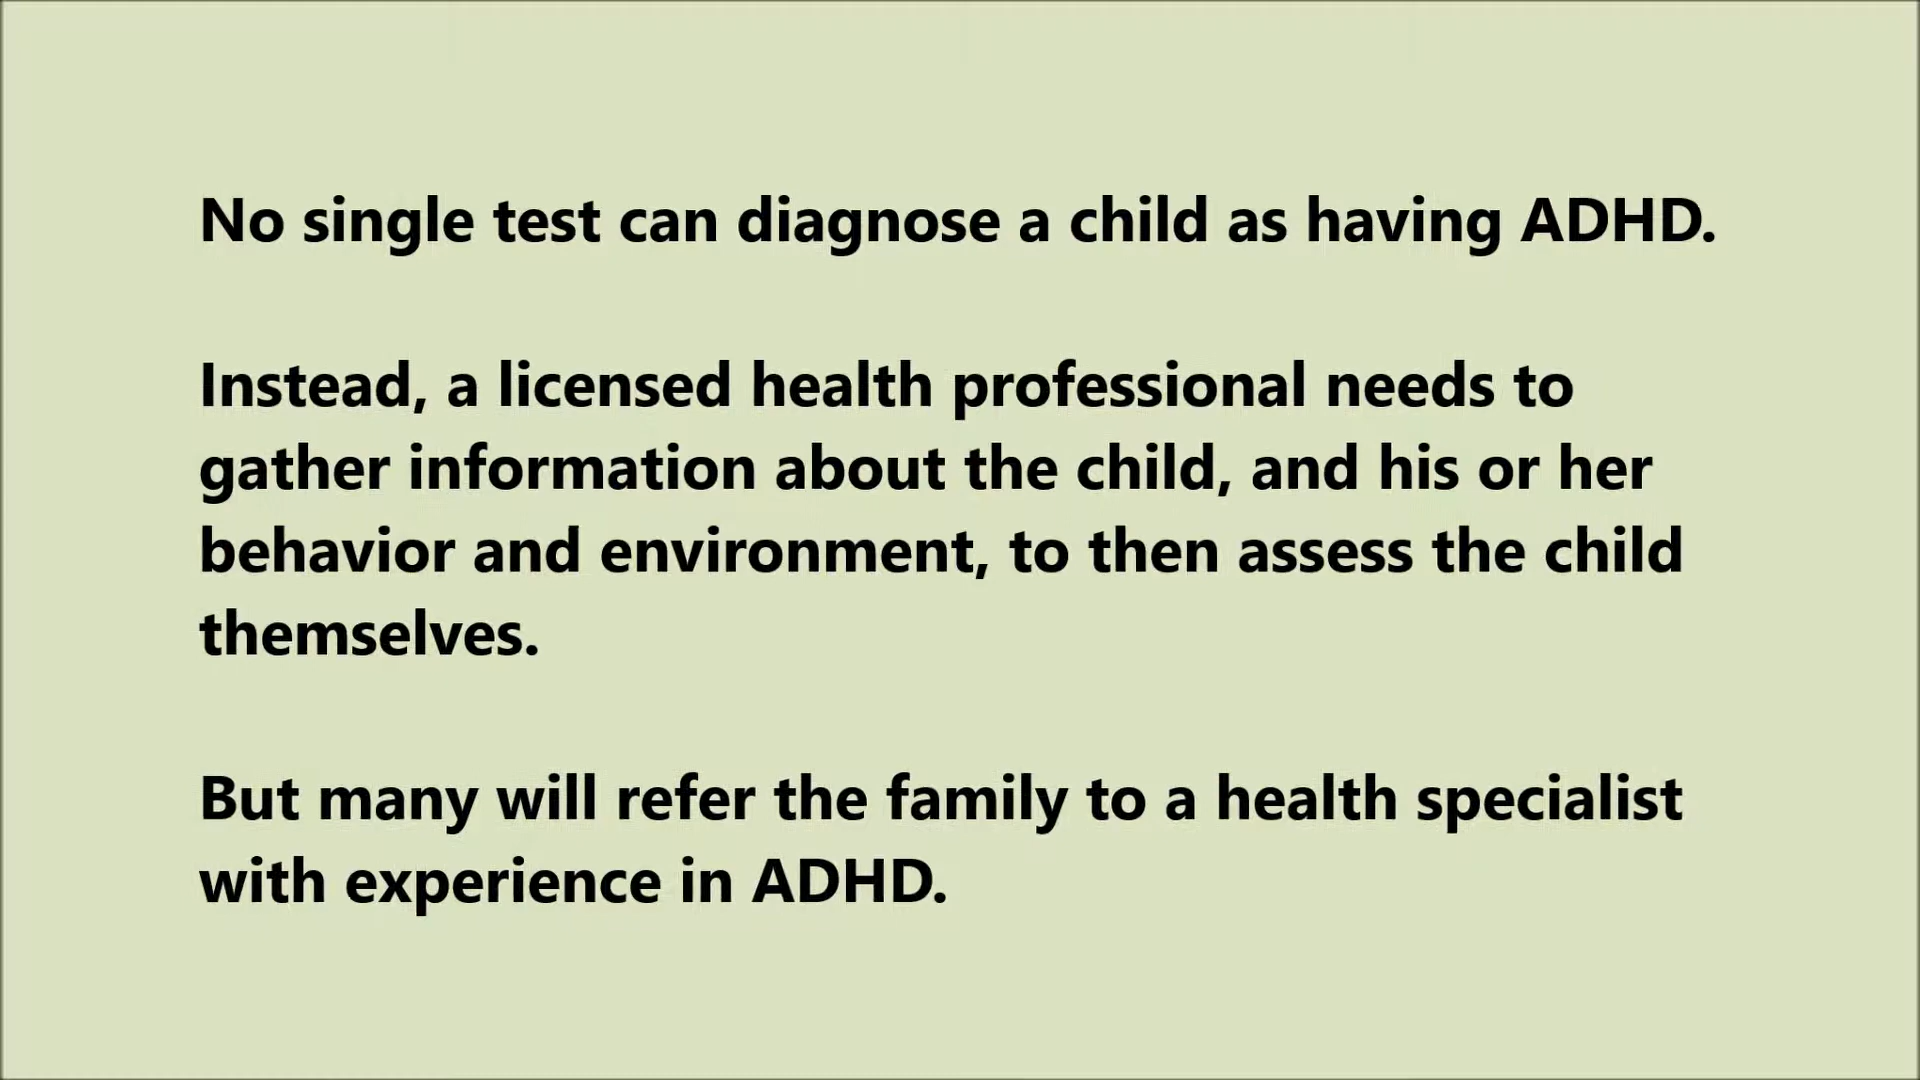 No single test can diagnose a child as having ADHD.
Instead, a licensed health professional needs to
gather information about the child, and his or her
behavior and environment, to then assess the child
themselves.
But many will refer the family to a health specialist
with experience in ADHD.